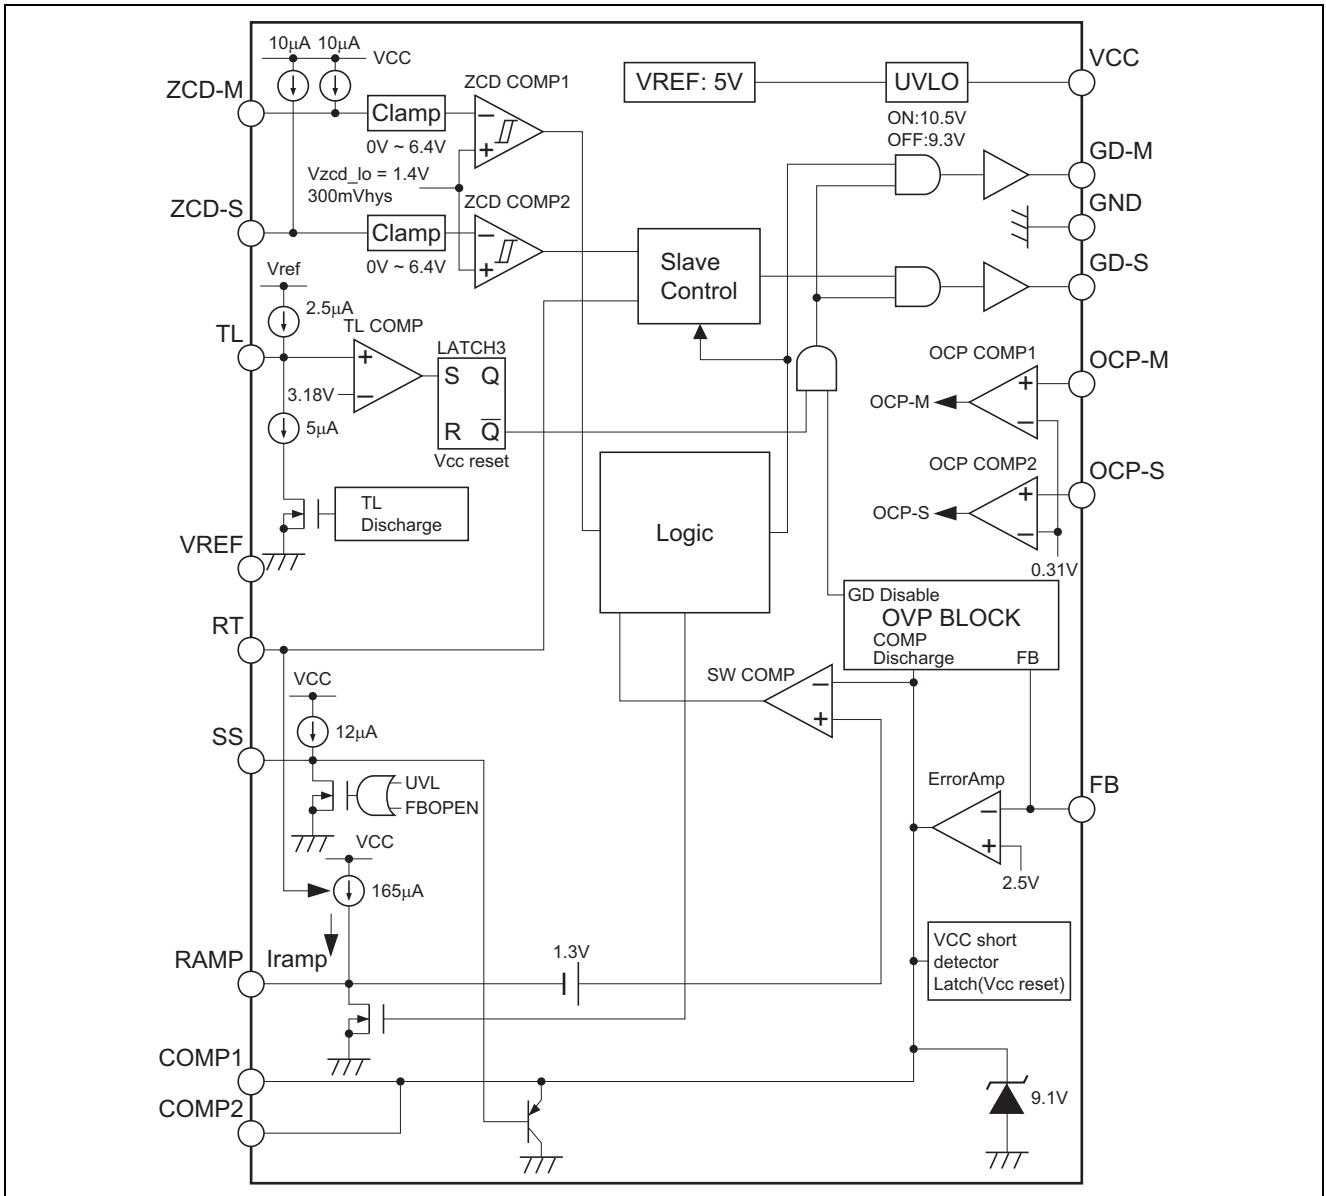 10μA 10μA
VCC
ZCD-M
Clamp
0V ~ 6.4V
ZCD COMP1
−
+
Vzcd_lo = 1.4V
300mVhys
ZCD-S
Clamp
0V ~ 6.4V
ZCD COMP2
−
+
VREF: 5V
UVLO
ON:10.5V
OFF:9.3V
VCC
GD-M
GND
GD-S
Slave
Control
Vref
2.5μA
TL
TL COMP
+
−
3.18V
5μA
LATCH3
S Q
R Q̅
Vcc reset
TL
Discharge
OCP COMP1
+
−
OCP-M
OCP-M
OCP COMP2
+
−
OCP-S
OCP-S
0.31V
Logic
VREF
RT
GD Disable
OVP BLOCK
COMP
Discharge
FB
SW COMP
−
+
VCC
12μA
SS
UVL
FBOPEN
ErrorAmp
−
+
2.5V
FB
VCC
165μA
RAMP
Iramp
1.3V
VCC short
detector
Latch(Vcc reset)
COMP1
COMP2
9.1V